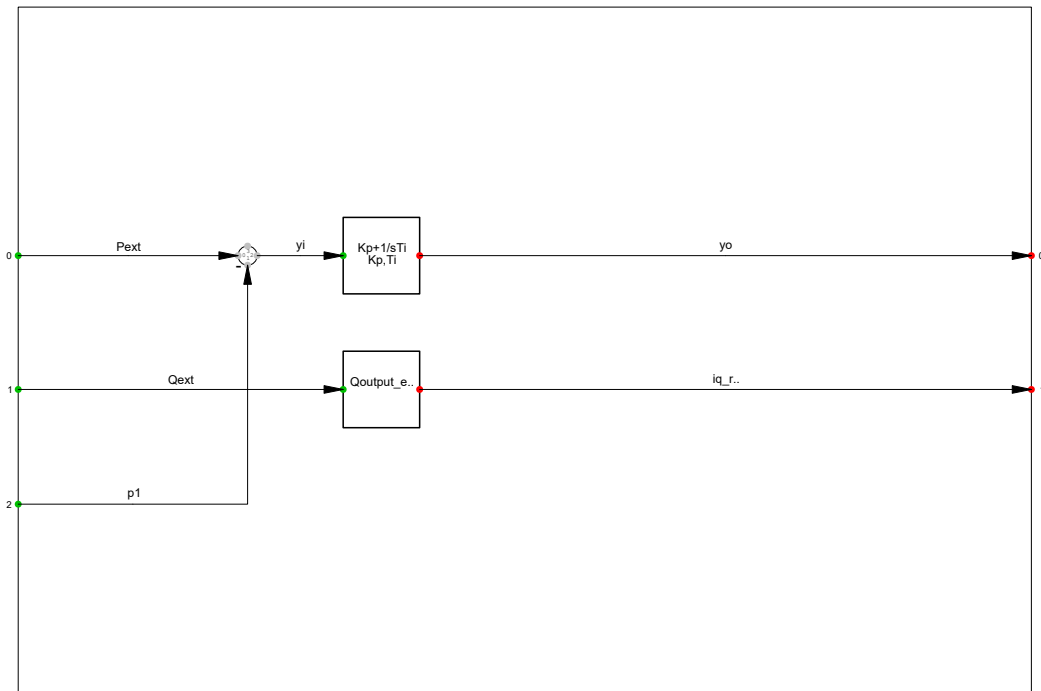 Pext
yi
Kp+1/sTi
Kp,Ti
yo
0
0
Qext
Qoutput_e..
iq_r..
1
p1
-
2